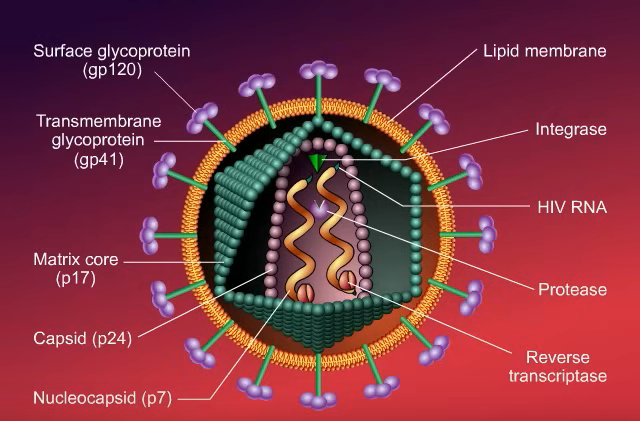 Surface glycoprotein
(gp120)
Transmembrane
glycoprotein
(gp41)
Matrix core
(p17)
Capsid (p24)
Nucleocapsid (p7)
Lipid membrane
Integrase
HIV RNA
Protease
Reverse
transcriptase